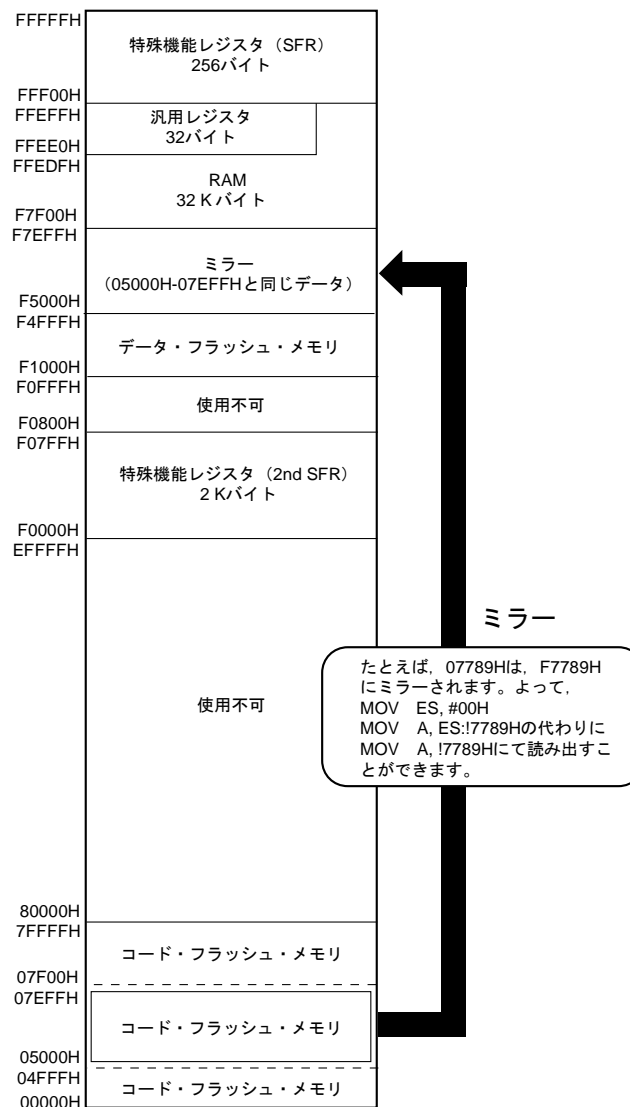 FFFFFH
特殊機能レジスタ（SFR）
256バイト
FFF00H
FFEFFH
汎用レジスタ
32バイト
FFEE0H
FFEDFH
RAM
32 K バイト
F7F00H
F7EFFH
ミラー
（05000H-07EFFHと同じデータ）
F5000H
F4FFFH
データ・フラッシュ・メモリ
F1000H
F0FFFH
使用不可
F0800H
F07FFH
特殊機能レジスタ（2nd SFR）
2 Kバイト
F0000H
EFFFFH
ミラー
たとえば，07789Hは，F7789H
にミラーされます。よって，
MOV ES, #00H
MOV A, ES:!7789Hの代わりに
MOV A, !7789Hにて読み出すこ
とができます。
使用不可
80000H
7FFFFH
コード・フラッシュ・メモリ
07F00H
07EFFH
コード・フラッシュ・メモリ
05000H
04FFFH
コード・フラッシュ・メモリ
00000H